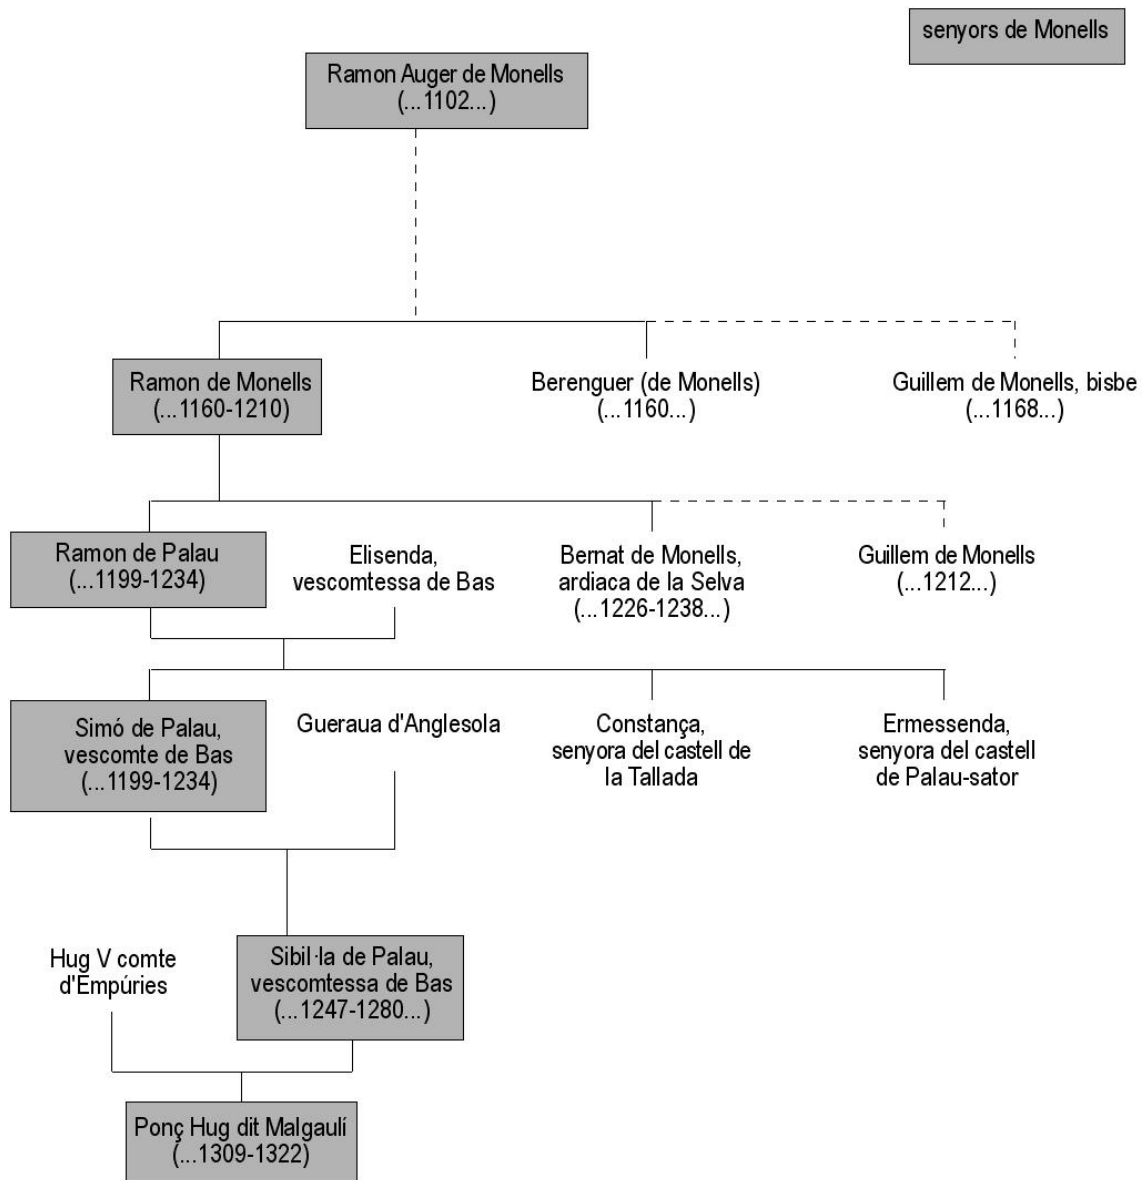 senyors de Monells
Ramon Auger de Monells
(...1102...)
Ramon de Monells
(...1160-1210)
Berenguer (de Monells)
(...1160...)
Guillem de Monells, bisbe
(...1168...)
Ramon de Palau
(...1199-1234)
Elisenda,
vescomtessa de Bas
Bernat de Monells,
ardiaca de la Selva
(...1226-1238...)
Guillem de Monells
(...1212...)
Simó de Palau,
vescomte de Bas
(...1199-1234)
Gueraua d'Anglesola
Constança,
senyora del castell de
la Tallada
Ermessenda,
senyora del castell
de Palau-sator
Hug V comte
d'Empúries
Sibil·la de Palau,
vescomtessa de Bas
(...1247-1280...)
Ponç Hug dit Malgaulí
(...1309-1322)